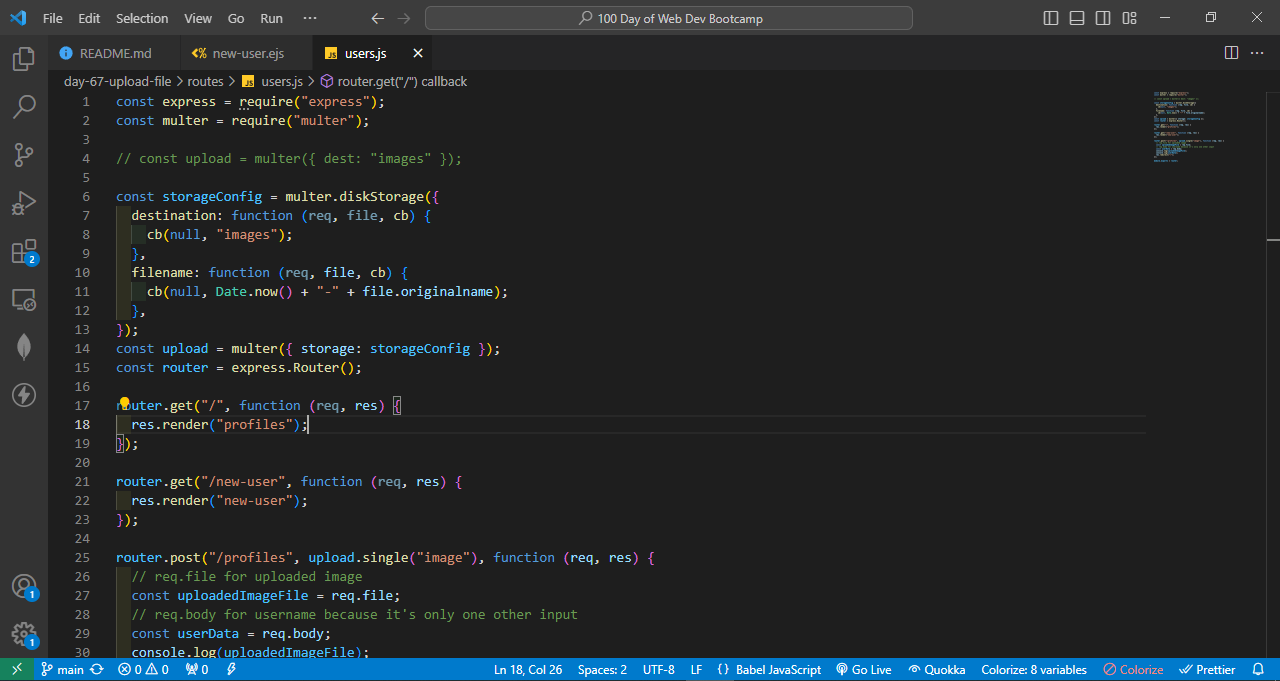 File Edit Selection View Go Run ··· 100 Day of Web Dev Bootcamp
README.md <% new-user.ejs JS users.js
day-67-upload-file > routes > JS users.js > router.get("/") callback
1 const express = require("express");
2 const multer = require("multer");
3
4 // const upload = multer({ dest: "images" });
5
6 const storageConfig = multer.diskStorage({
7 destination: function (req, file, cb) {
8 cb(null, "images");
9 },
10 filename: function (req, file, cb) {
11 cb(null, Date.now() + "-" + file.originalname);
12 },
13 });
14 const upload = multer({ storage: storageConfig });
15 const router = express.Router();
16
17 router.get("/", function (req, res) {
18 res.render("profiles");
19 });
20
21 router.get("/new-user", function (req, res) {
22 res.render("new-user");
23 });
24
25 router.post("/profiles", upload.single("image"), function (req, res) {
26 // req.file for uploaded image
27 const uploadedImageFile = req.file;
28 // req.body for username because it's only one other input
29 const userData = req.body;
30 console.log(uploadedImageFile);
2
1
1
main 0 0 0 Ln 18, Col 26 Spaces: 2 UTF-8 LF {} Babel JavaScript Go Live Quokka Colorize: 8 variables Colorize Prettier